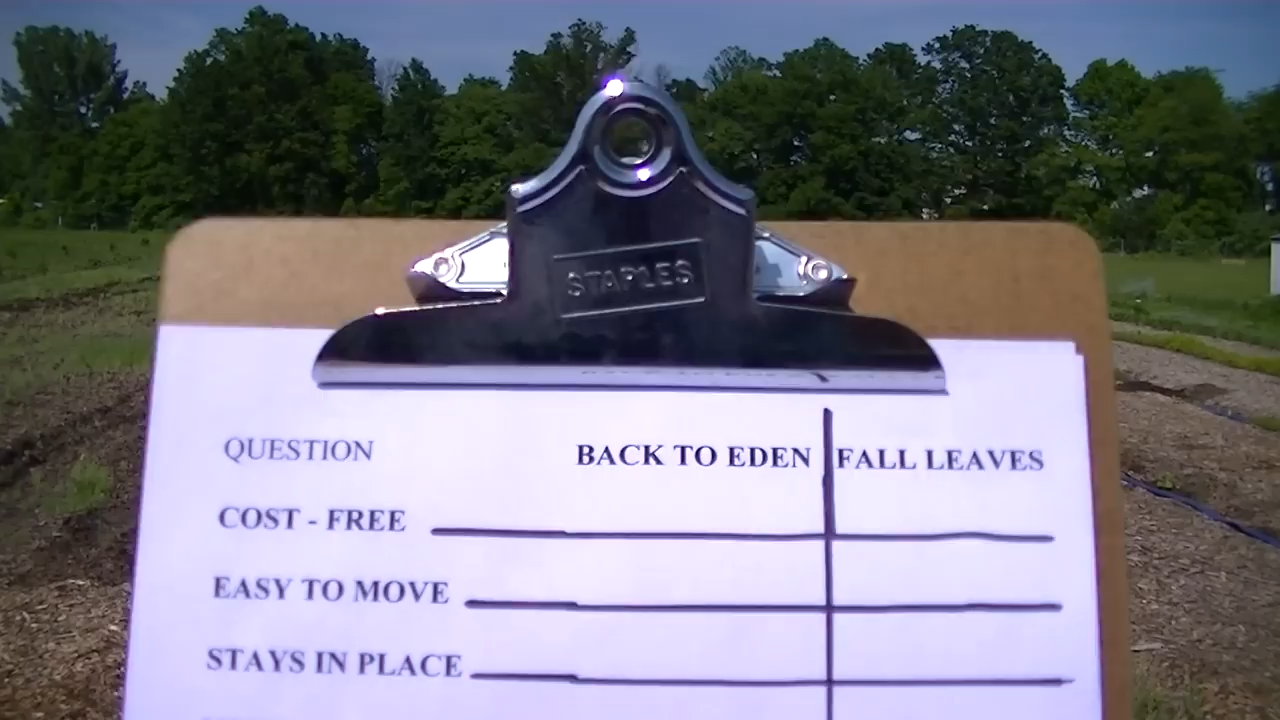 STAPLES
QUESTION BACK TO EDEN FALL LEAVES
COST - FREE
EASY TO MOVE
STAYS IN PLACE